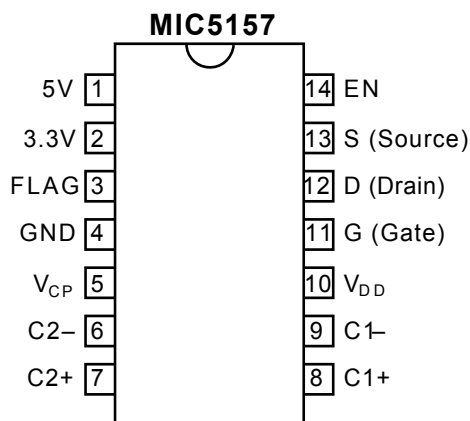 MIC5157
5V 1 14 EN
3.3V 2 13 S (Source)
FLAG 3 12 D (Drain)
GND 4 11 G (Gate)
VCP 5 10 VDD
C2– 6 9 C1–
C2+ 7 8 C1+